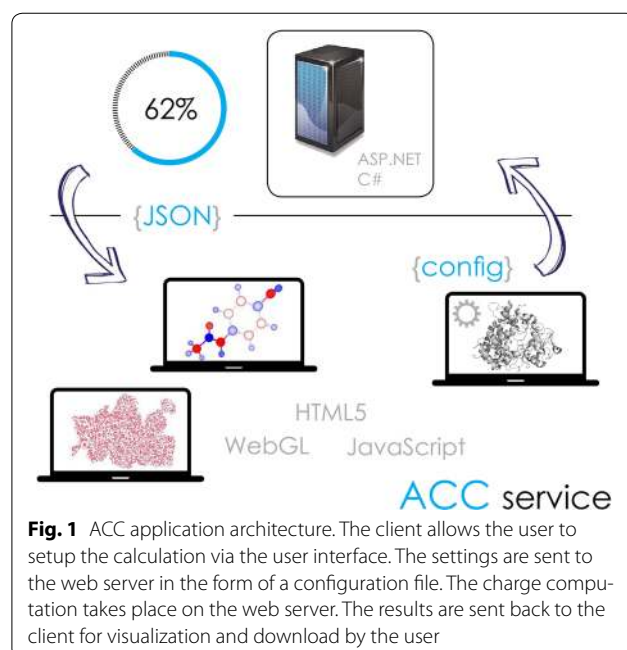 62%
ASP.NET
C#
{JSON}
{config}
HTML5
WebGL JavaScript
ACC service
Fig. 1 ACC application architecture. The client allows the user to
setup the calculation via the user interface. The settings are sent to
the web server in the form of a configuration file. The charge compu-
tation takes place on the web server. The results are sent back to the
client for visualization and download by the user